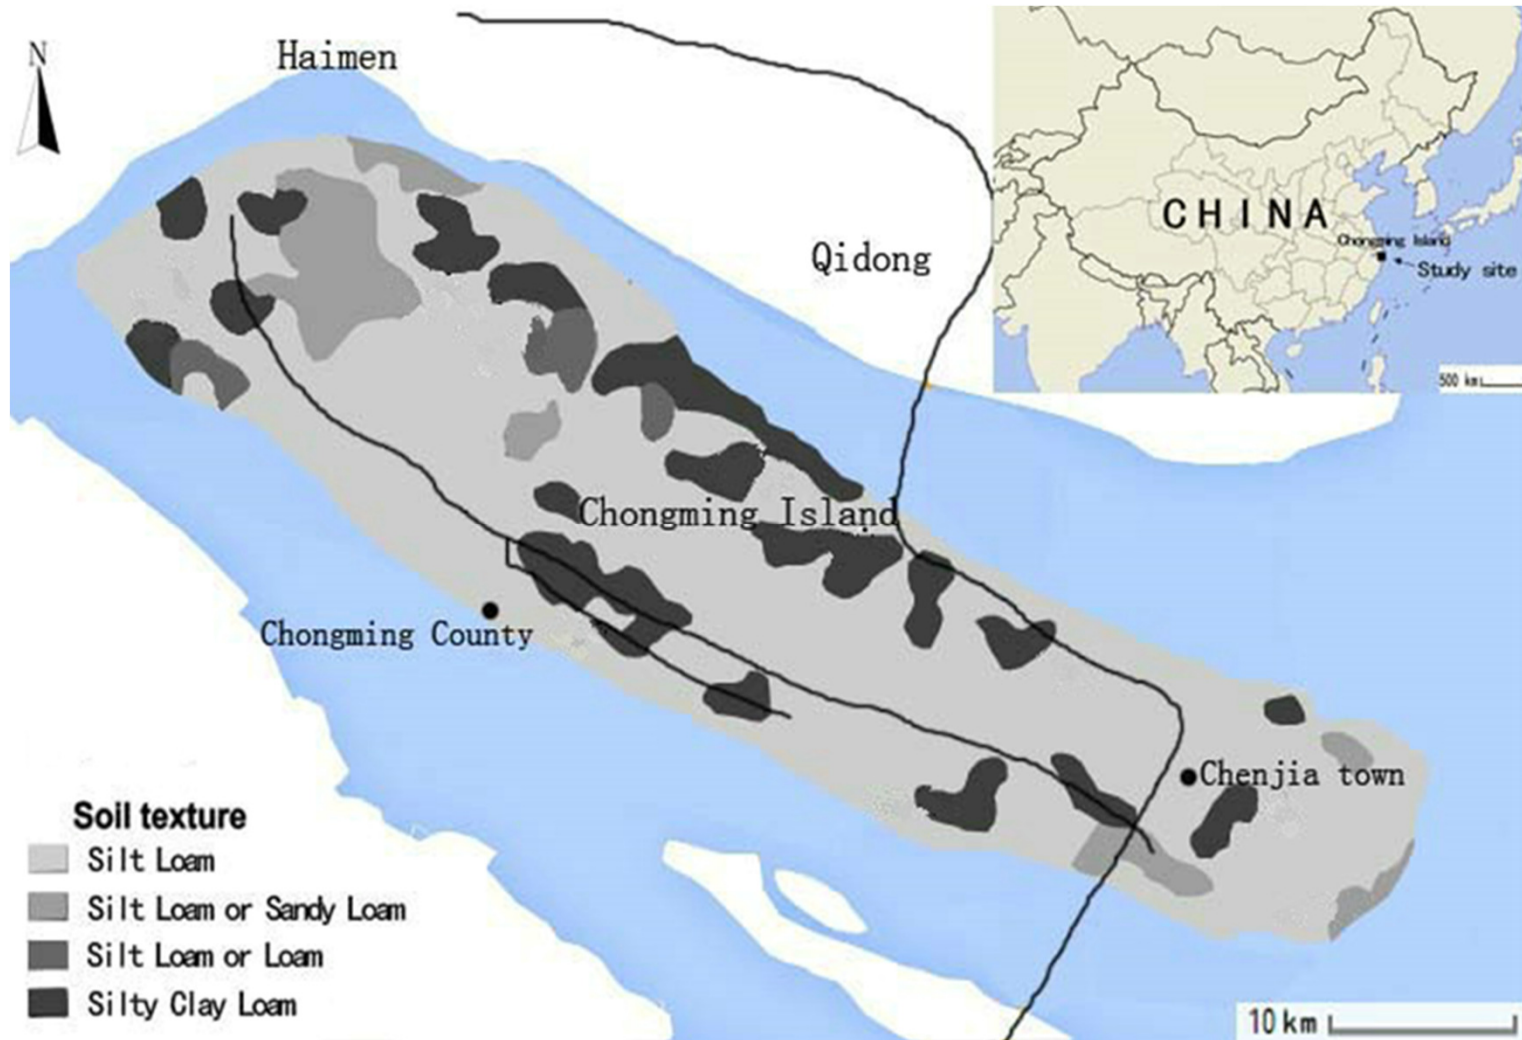 N
Haimen
CHINA
Chongming Island
Study site
500 km
Qidong
Chongming Island
Chongming County
Chenjia town
Soil texture
Silt Loam
Silt Loam or Sandy Loam
Silt Loam or Loam
Silty Clay Loam
10 km